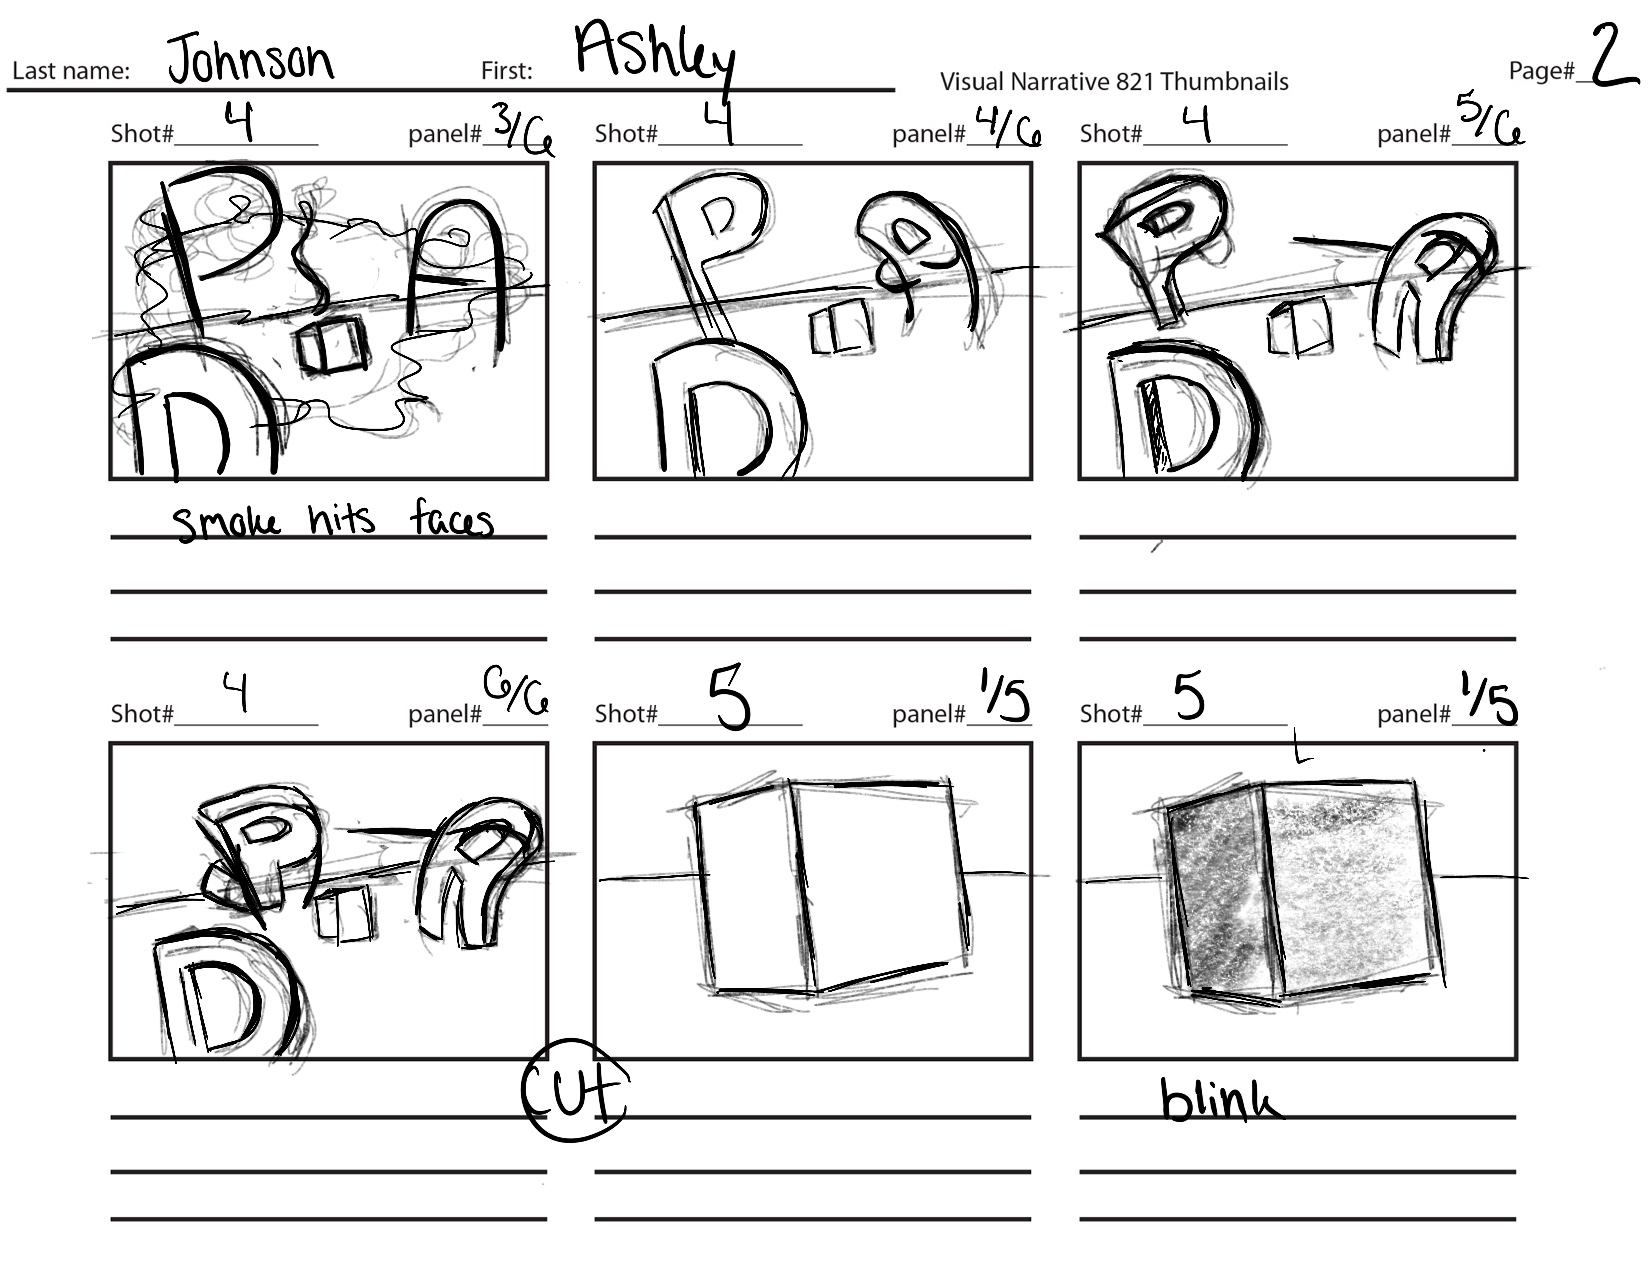 Last name: Johnson First: Ashley Visual Narrative 821 Thumbnails Page# 2
Shot# 4 panel# 3/6 Shot# 4 panel# 4/6 Shot# 4 panel# 5/6
P A
D
P A
D
P R
D
smoke hits faces
Shot# 4 panel# 6/6 Shot# 5 panel# 1/5 Shot# 5 panel# 1/5
P R
D
cut
blink